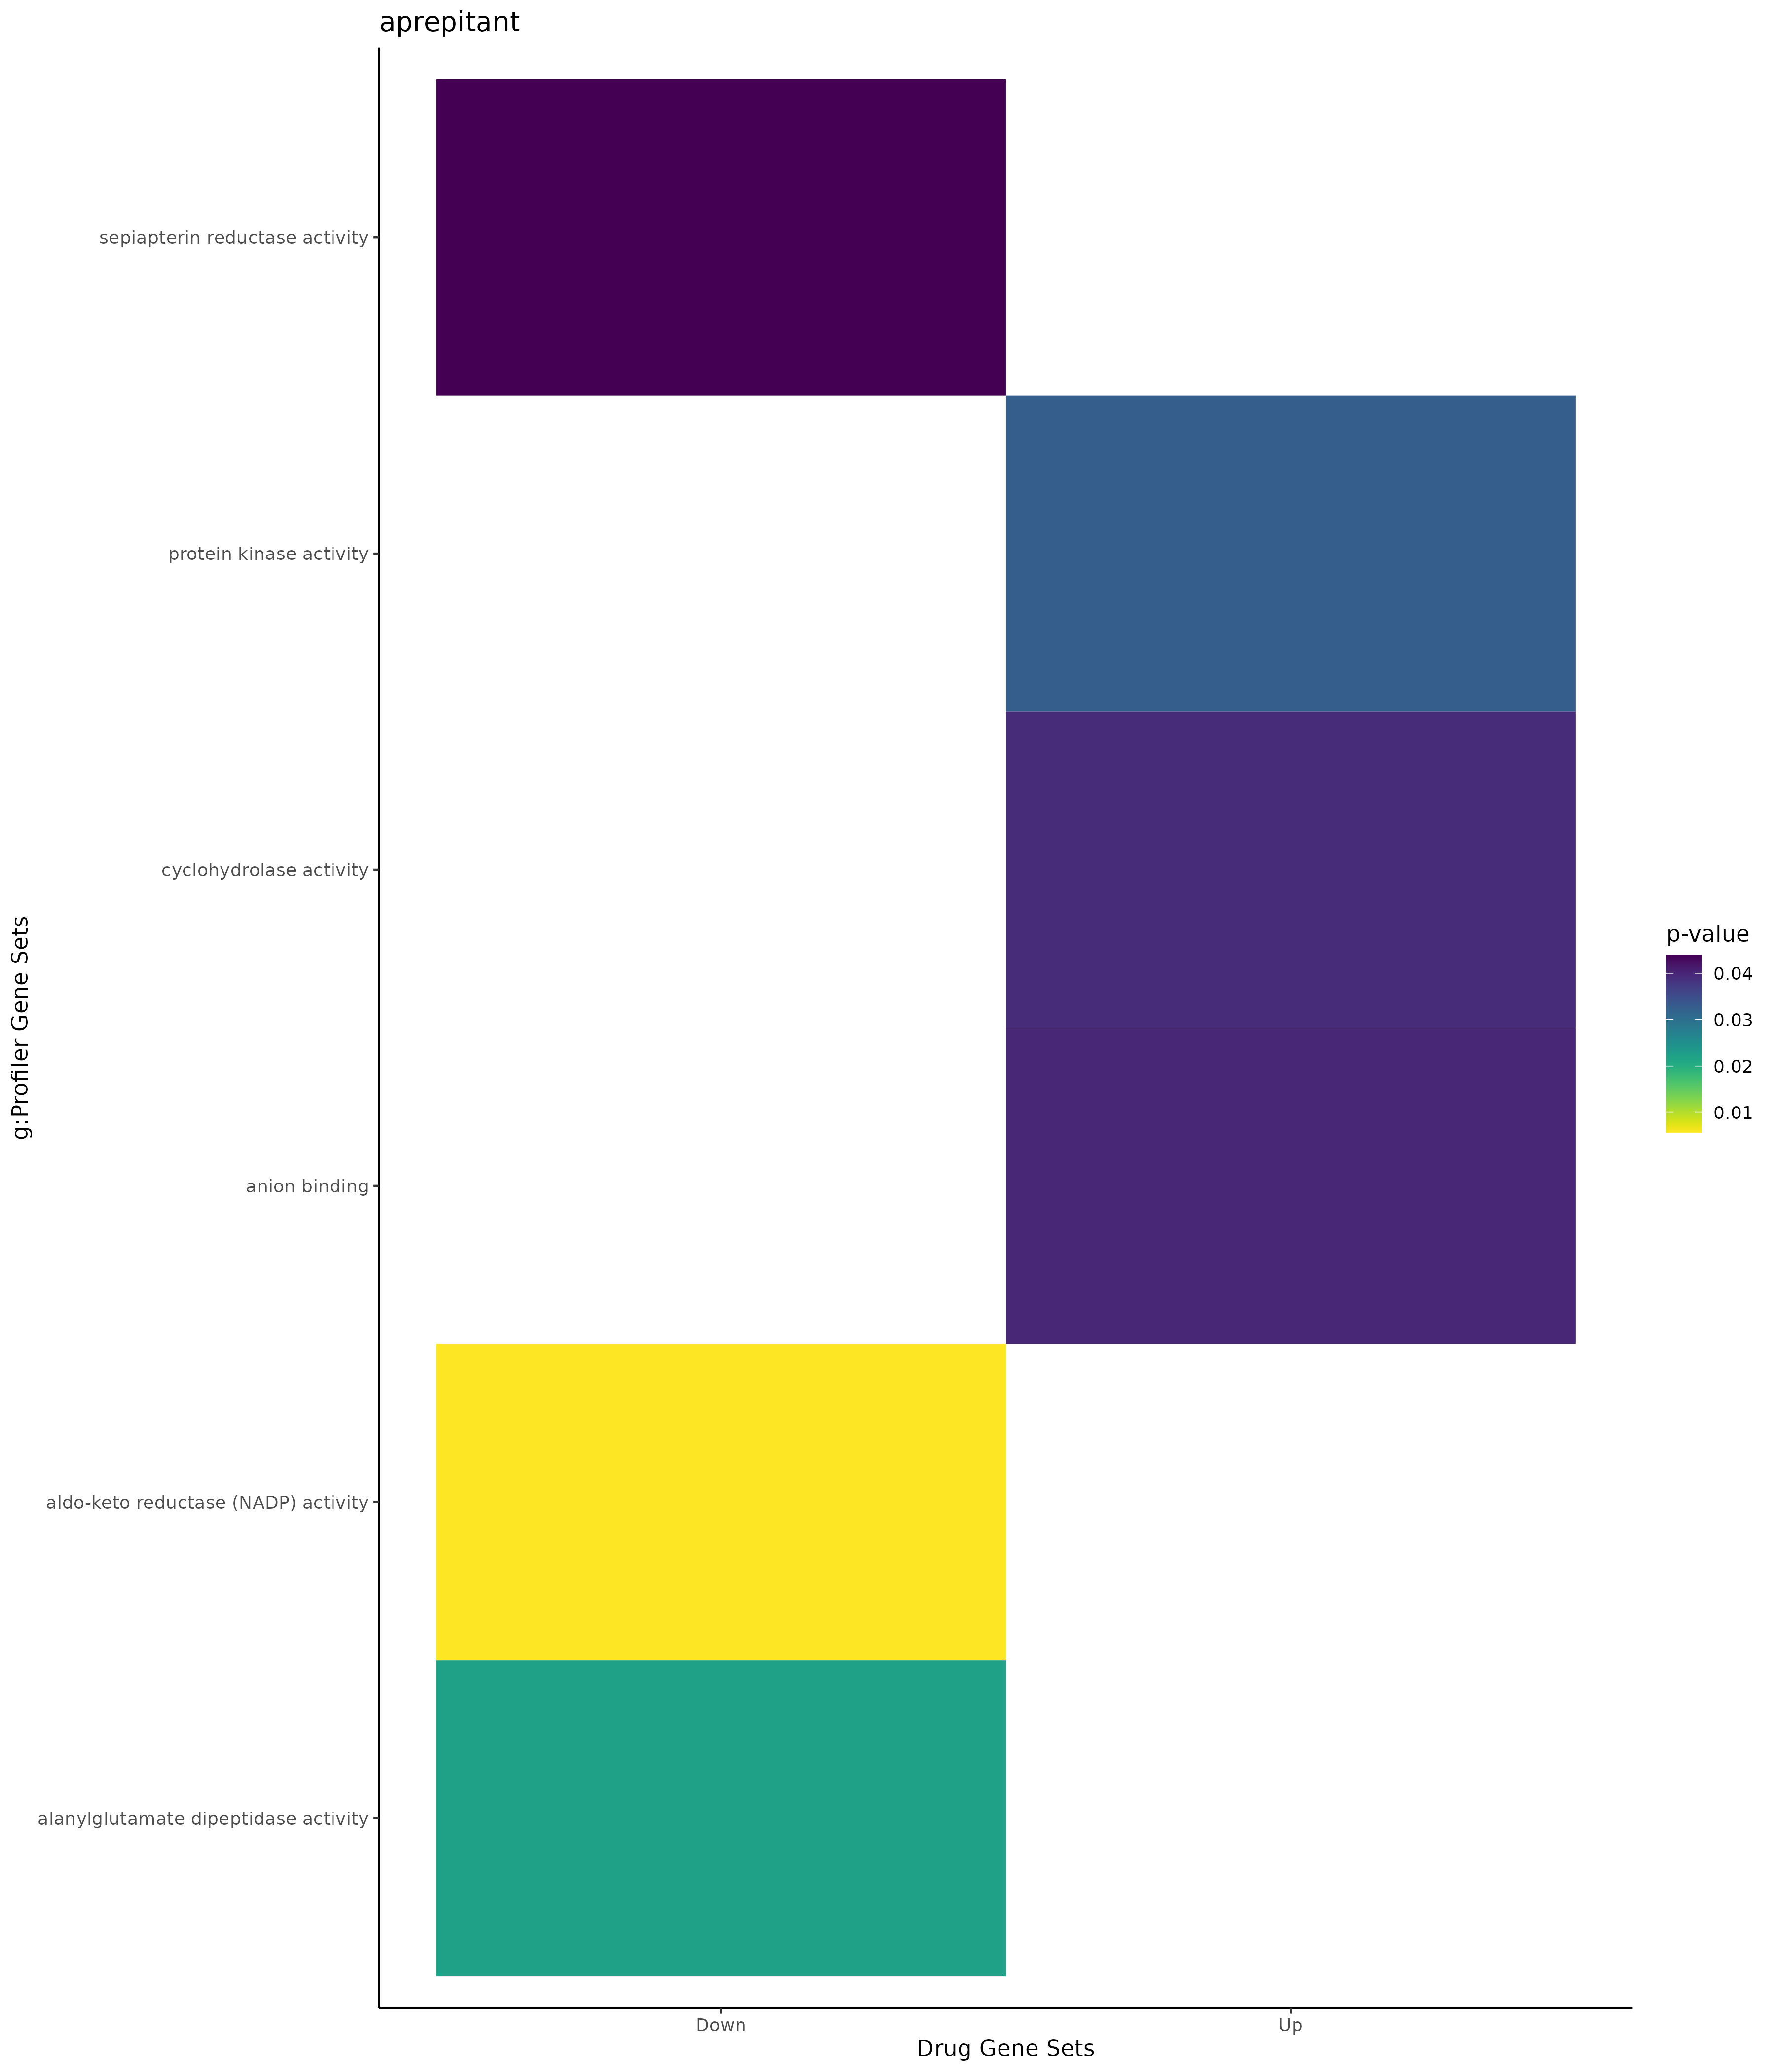 aprepitant
sepiapterin reductase activity
protein kinase activity
cyclohydrolase activity
anion binding
aldo-keto reductase (NADP) activity
alanylglutamate dipeptidase activity
g:Profiler Gene Sets
Down
Up
Drug Gene Sets
p-value
0.04
0.03
0.02
0.01